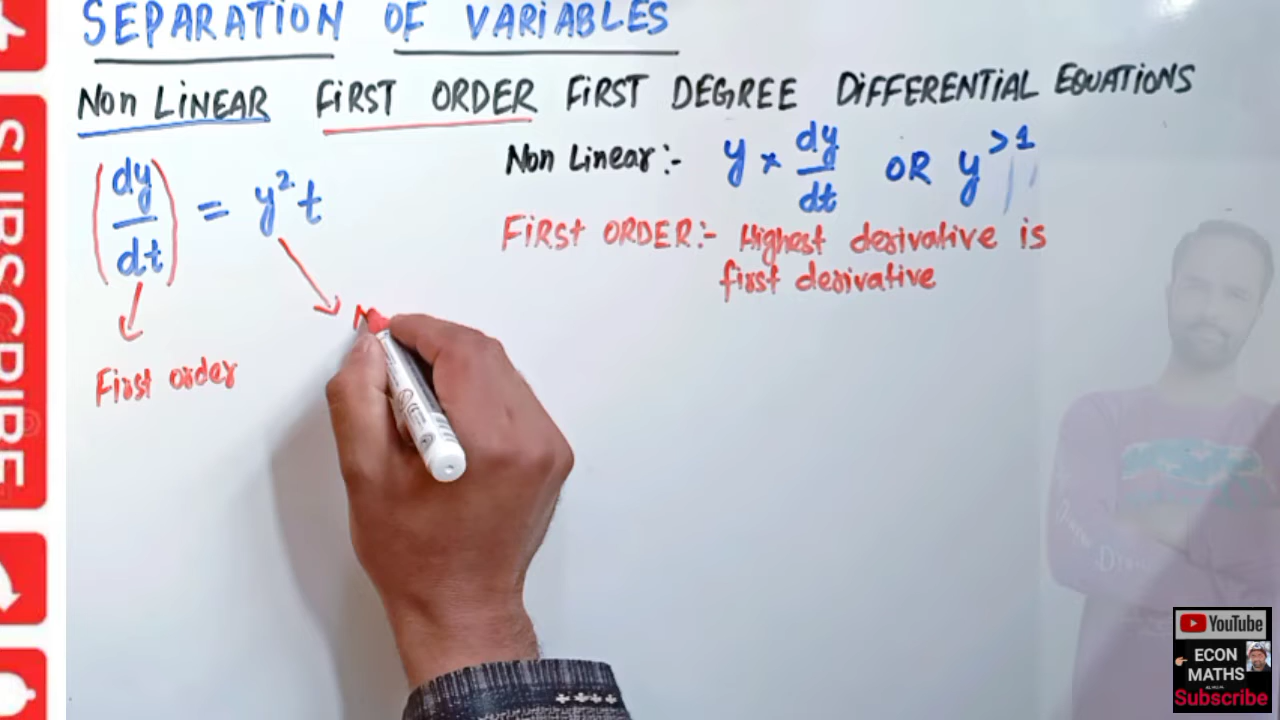 SEPARATION OF VARIABLES
Non LINEAR FIRST ORDER FIRST DEGREE DIFFERENTIAL EQUATIONS
(dy/dt) = y²t
Non Linear:- y × dy/dt OR y^>1
FIRST ORDER:- Highest derivative is
first derivative
First order
SUBSCRIBE
YouTube
ECON
MATHS
Subscribe